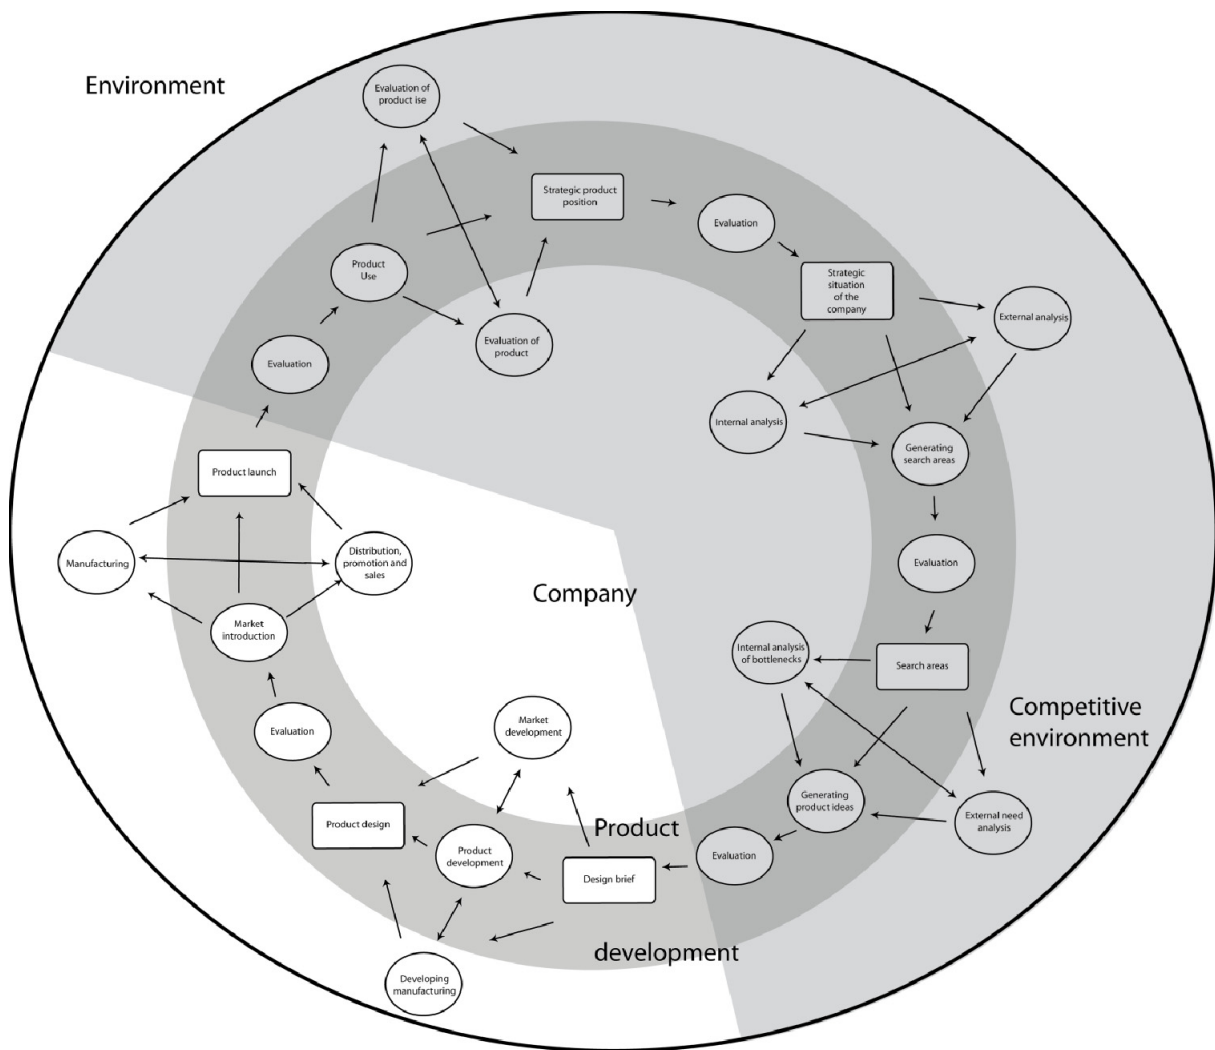 Environment
Evaluation of
product ise
Strategic product
position
Evaluation
Product
Use
Strategic
situation
of the
company
External analysis
Evaluation of
product
Evaluation
Internal analysis
Generating
search areas
Product launch
Manufacturing
Distribution,
promotion and
sales
Evaluation
Company
Market
introduction
Internal analysis
of bottlenecks
Search areas
Competitive
environment
Evaluation
Market
development
Generating
product ideas
External need
analysis
Product design
Product
Product
development
Evaluation
Design brief
development
Developing
manufacturing